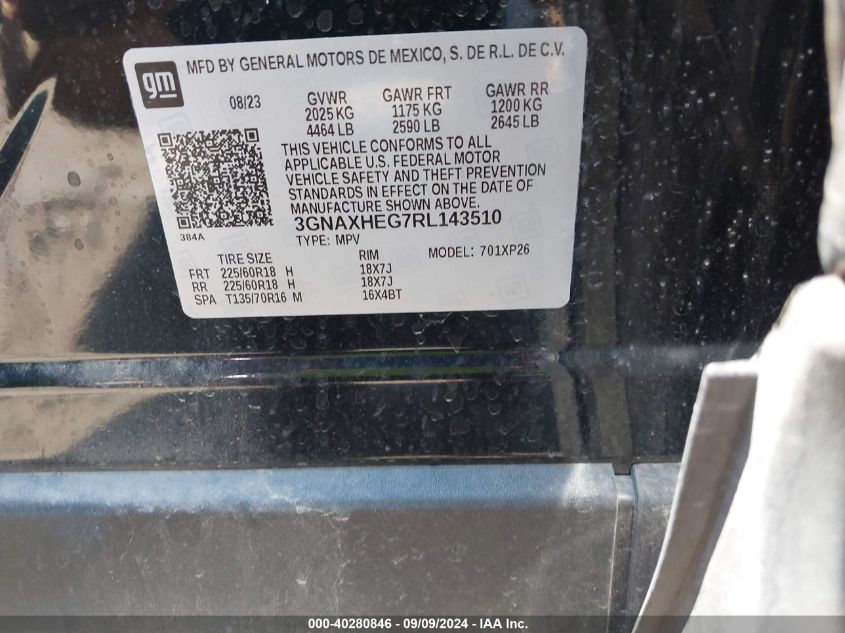 gm
MFD BY GENERAL MOTORS DE MEXICO, S. DE R.L. DE C.V.
08/23 GVWR GAWR FRT GAWR RR
2025 KG 1175 KG 1200 KG
4464 LB 2590 LB 2645 LB
THIS VEHICLE CONFORMS TO ALL
APPLICABLE U.S. FEDERAL MOTOR
VEHICLE SAFETY AND THEFT PREVENTION
STANDARDS IN EFFECT ON THE DATE OF
MANUFACTURE SHOWN ABOVE.
384A
3GNAXHEG7RL143510
TYPE: MPV MODEL: 701XP26
TIRE SIZE RIM
FRT 225/60R18 H 18X7J
RR 225/60R18 H 18X7J
SPA T135/70R16 M 16X4BT
000-40280846 - 09/09/2024 - IAA Inc.